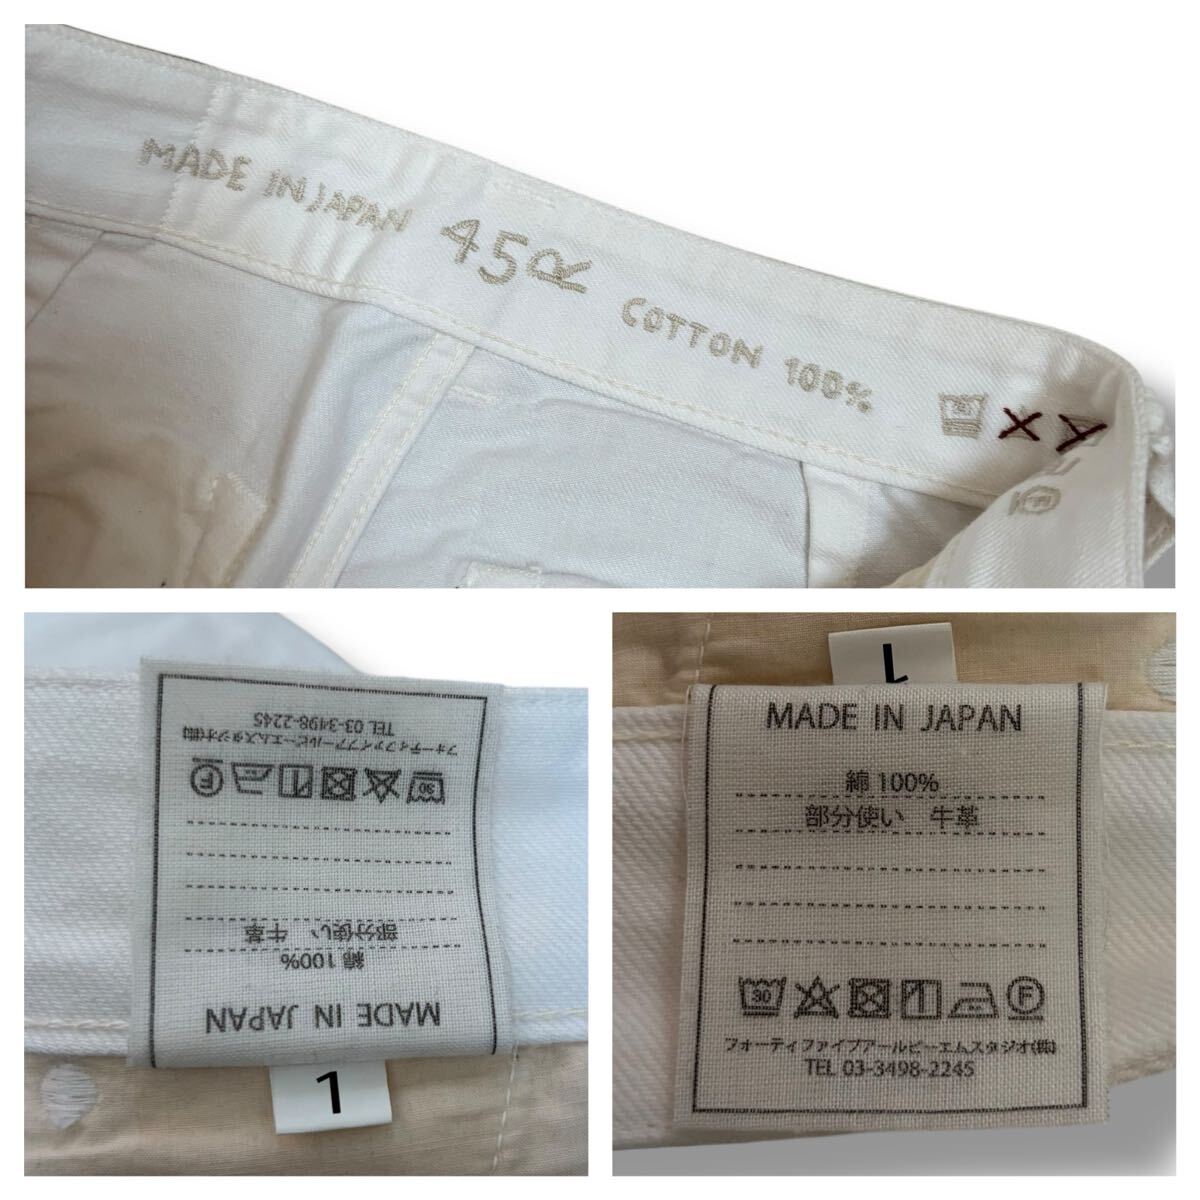 MADE IN JAPAN 45R COTTON 100%
MADE IN JAPAN
綿 100%
部分使い 牛革
30
フォーティファイブアールピーエムスタジオ(株)
TEL 03-3498-2245
1
1
MADE IN JAPAN
綿 100%
部分使い 牛革
30 F
フォーティファイブアールピーエムスタジオ(株)
TEL 03-3498-2245